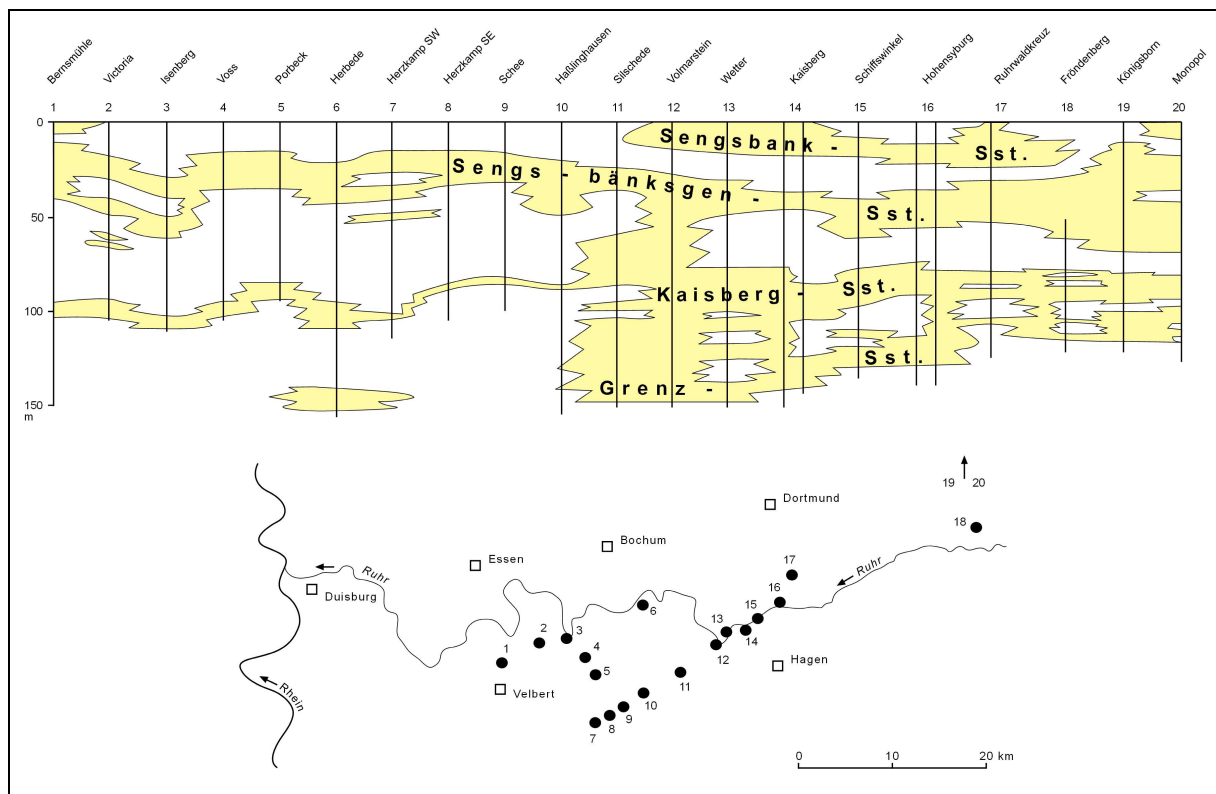 Bernsmühle Victoria Isenberg Voss Porbeck Herbede Herzkamp SW Herzkamp SE Schee Haßlinghausen Silschede Volmarstein Wetter Kaisberg Schiffswinkel Hohensyburg Ruhrwaldkreuz Fröndenberg Königsborn Monopol
1 2 3 4 5 6 7 8 9 10 11 12 13 14 15 16 17 18 19 20
0
Sengsbank - Sst.
Sengs - bänksgen - Sst.
50
Kaisberg - Sst.
100
Grenz - Sst.
150
m
19 20
Dortmund
18
Bochum
Essen
Ruhr
17
Ruhr
Duisburg
16
6
15
13
14
3
2
1
4
12
Hagen
5
11
Velbert
Rhein
10
9
8
7
0 10 20 km